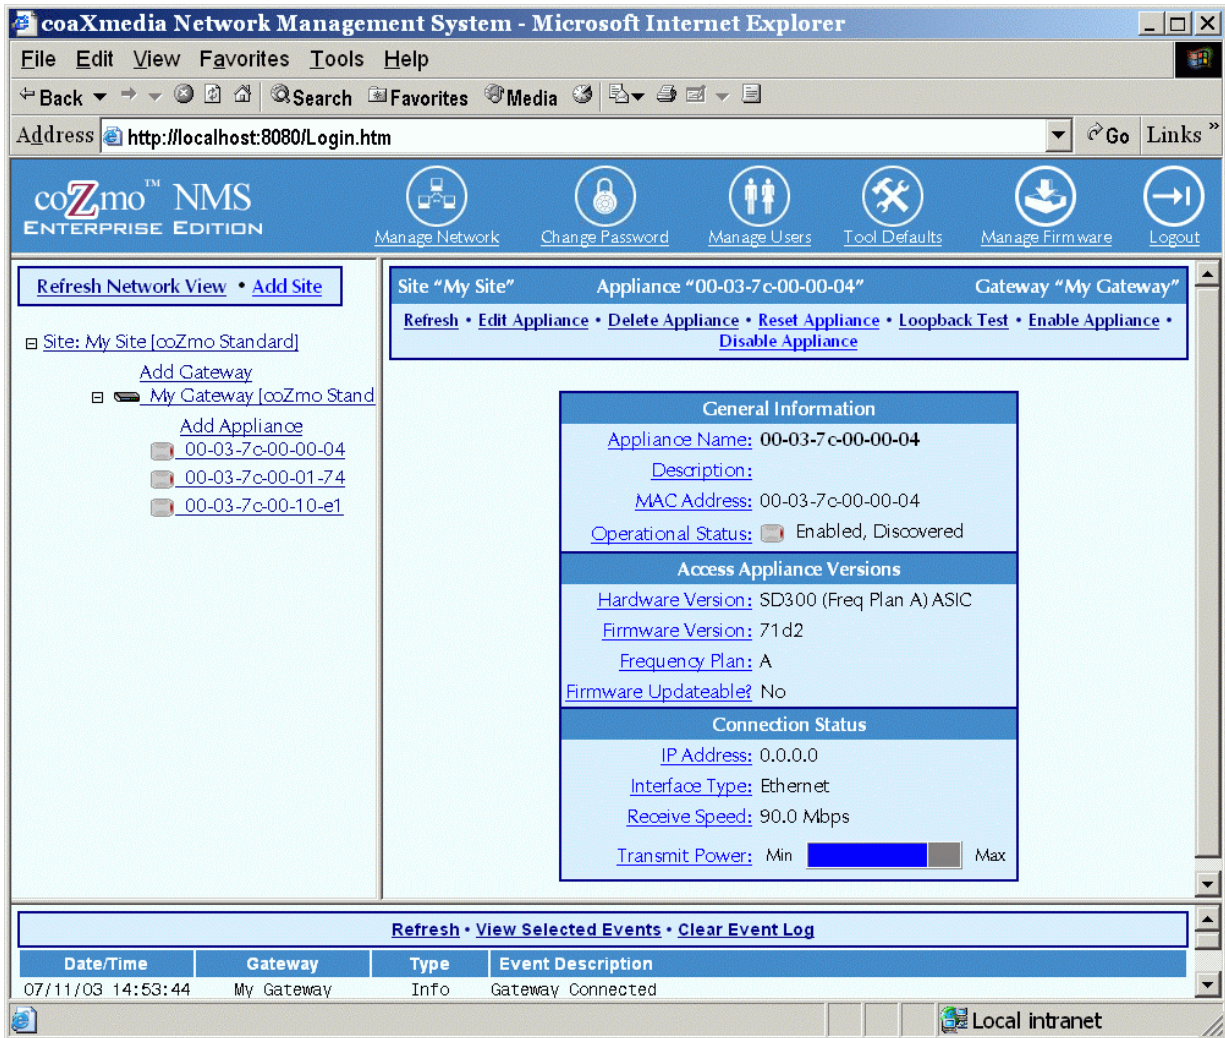 coaXmedia Network Management System - Microsoft Internet Explorer
File Edit View Favorites Tools Help
Back Search Favorites Media
Address http://localhost:8080/Login.htm Go Links »
coZmo™ NMS
ENTERPRISE EDITION
Manage Network Change Password Manage Users Tool Defaults Manage Firmware Logout
Refresh Network View • Add Site
Site: My Site [coZmo Standard]
Add Gateway
My Gateway [coZmo Stand
Add Appliance
00-03-7c-00-00-04
00-03-7c-00-01-74
00-03-7c-00-10-e1
Site “My Site” Appliance “00-03-7c-00-00-04” Gateway “My Gateway”
Refresh • Edit Appliance • Delete Appliance • Reset Appliance • Loopback Test • Enable Appliance •
Disable Appliance
General Information
Appliance Name: 00-03-7c-00-00-04
Description:
MAC Address: 00-03-7c-00-00-04
Operational Status: Enabled, Discovered
Access Appliance Versions
Hardware Version: SD300 (Freq Plan A) ASIC
Firmware Version: 71d2
Frequency Plan: A
Firmware Updateable? No
Connection Status
IP Address: 0.0.0.0
Interface Type: Ethernet
Receive Speed: 90.0 Mbps
Transmit Power: Min Max
Refresh • View Selected Events • Clear Event Log
Date/Time Gateway Type Event Description
07/11/03 14:53:44 My Gateway Info Gateway Connected
Local intranet